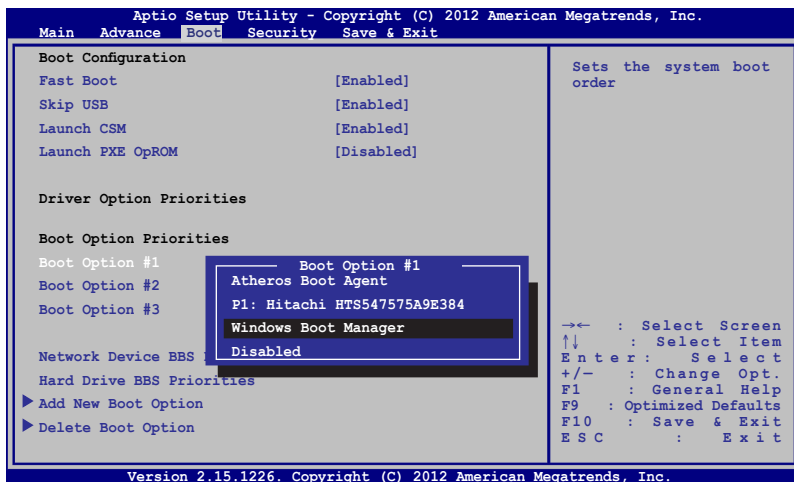 Aptio Setup Utility - Copyright (C) 2012 American Megatrends, Inc.
Main Advance Boot Security Save & Exit
Boot Configuration
Fast Boot [Enabled]
Skip USB [Enabled]
Launch CSM [Enabled]
Launch PXE OpROM [Disabled]
Driver Option Priorities
Boot Option Priorities
Boot Option #1
Boot Option #2
Boot Option #3
Network Device BBS
Hard Drive BBS Priorities
Add New Boot Option
Delete Boot Option
Boot Option #1
Atheros Boot Agent
P1: Hitachi HTS547575A9E384
Windows Boot Manager
Disabled
Sets the system boot
order
→← : Select Screen
↑↓ : Select Item
Enter: Select
+/— : Change Opt.
F1 : General Help
F9 : Optimized Defaults
F10 : Save & Exit
ESC : Exit
Version 2.15.1226. Copyright (C) 2012 American Megatrends, Inc.